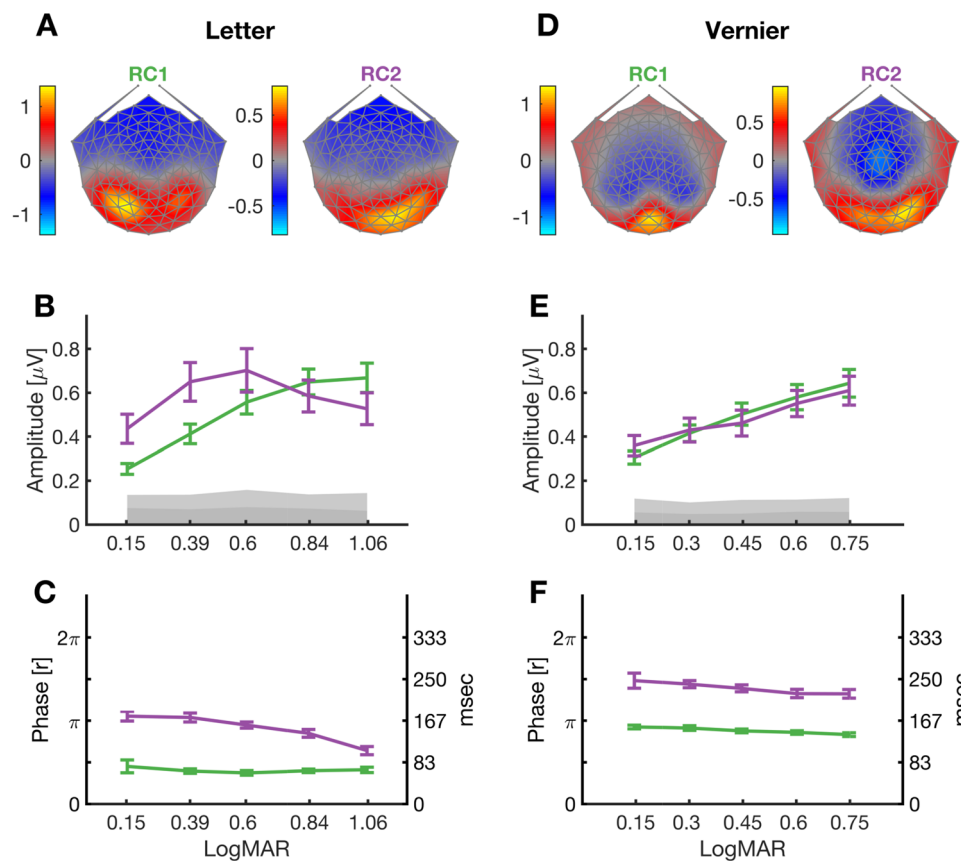 A Letter
RC1 RC2
1
0
-1
0.5
0
-0.5
D Vernier
RC1 RC2
1
0
-1
0.5
0
-0.5
B
Amplitude [μV]
0.8
0.6
0.4
0.2
0
0.15 0.39 0.6 0.84 1.06
E
Amplitude [μV]
0.8
0.6
0.4
0.2
0
0.15 0.3 0.45 0.6 0.75
C
Phase [r]
2π
π
0
333
250
167
83
0
msec
0.15 0.39 0.6 0.84 1.06
LogMAR
F
Phase [r]
2π
π
0
333
250
167
83
0
msec
0.15 0.3 0.45 0.6 0.75
LogMAR